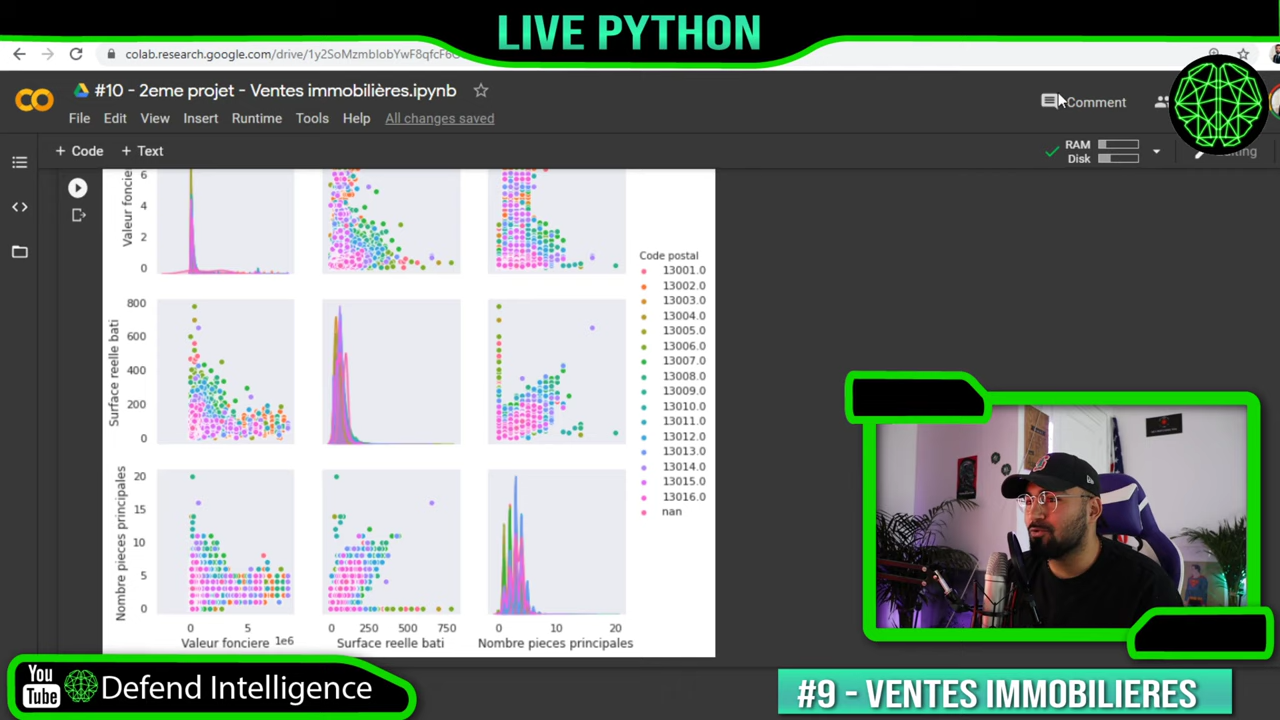 LIVE PYTHON
colab.research.google.com/drive/1y2SoMzmblobYwF8qfcF6
#10 - 2eme projet - Ventes immobilières.ipynb
Comment
File Edit View Insert Runtime Tools Help All changes saved
+ Code + Text
RAM
Disk
Editing
Valeur foncie
6
4
2
0
Code postal
13001.0
13002.0
13003.0
13004.0
13005.0
13006.0
13007.0
13008.0
13009.0
13010.0
13011.0
13012.0
13013.0
13014.0
13015.0
13016.0
nan
Surface reelle bati
800
600
400
200
0
Nombre pieces principales
20
15
10
5
0
0 5 0 250 500 750 0 10 20
Valeur fonciere 1e6 Surface reelle bati Nombre pieces principales
You
Tube
Defend Intelligence
#9 - VENTES IMMOBILIERES